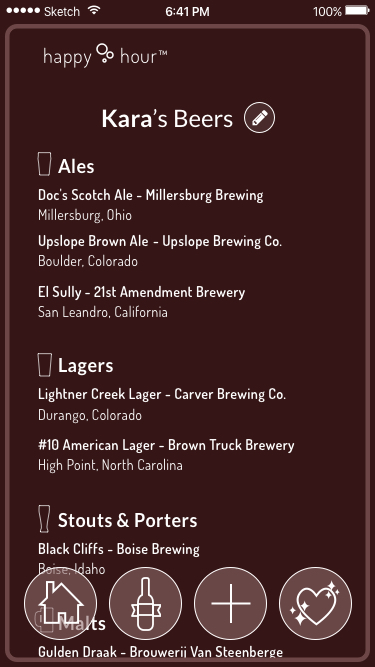 Sketch 6:41 PM 100%
happy hour™
Kara's Beers
Ales
Doc's Scotch Ale - Millersburg Brewing
Millersburg, Ohio
Upslope Brown Ale - Upslope Brewing Co.
Boulder, Colorado
El Sully - 21st Amendment Brewery
San Leandro, California
Lagers
Lightner Creek Lager - Carver Brewing Co.
Durango, Colorado
#10 American Lager - Brown Truck Brewery
High Point, North Carolina
Stouts & Porters
Black Cliffs - Boise Brewing
Boise, Idaho
Malts
Gulden Draak - Brouwerij Van Steenberge